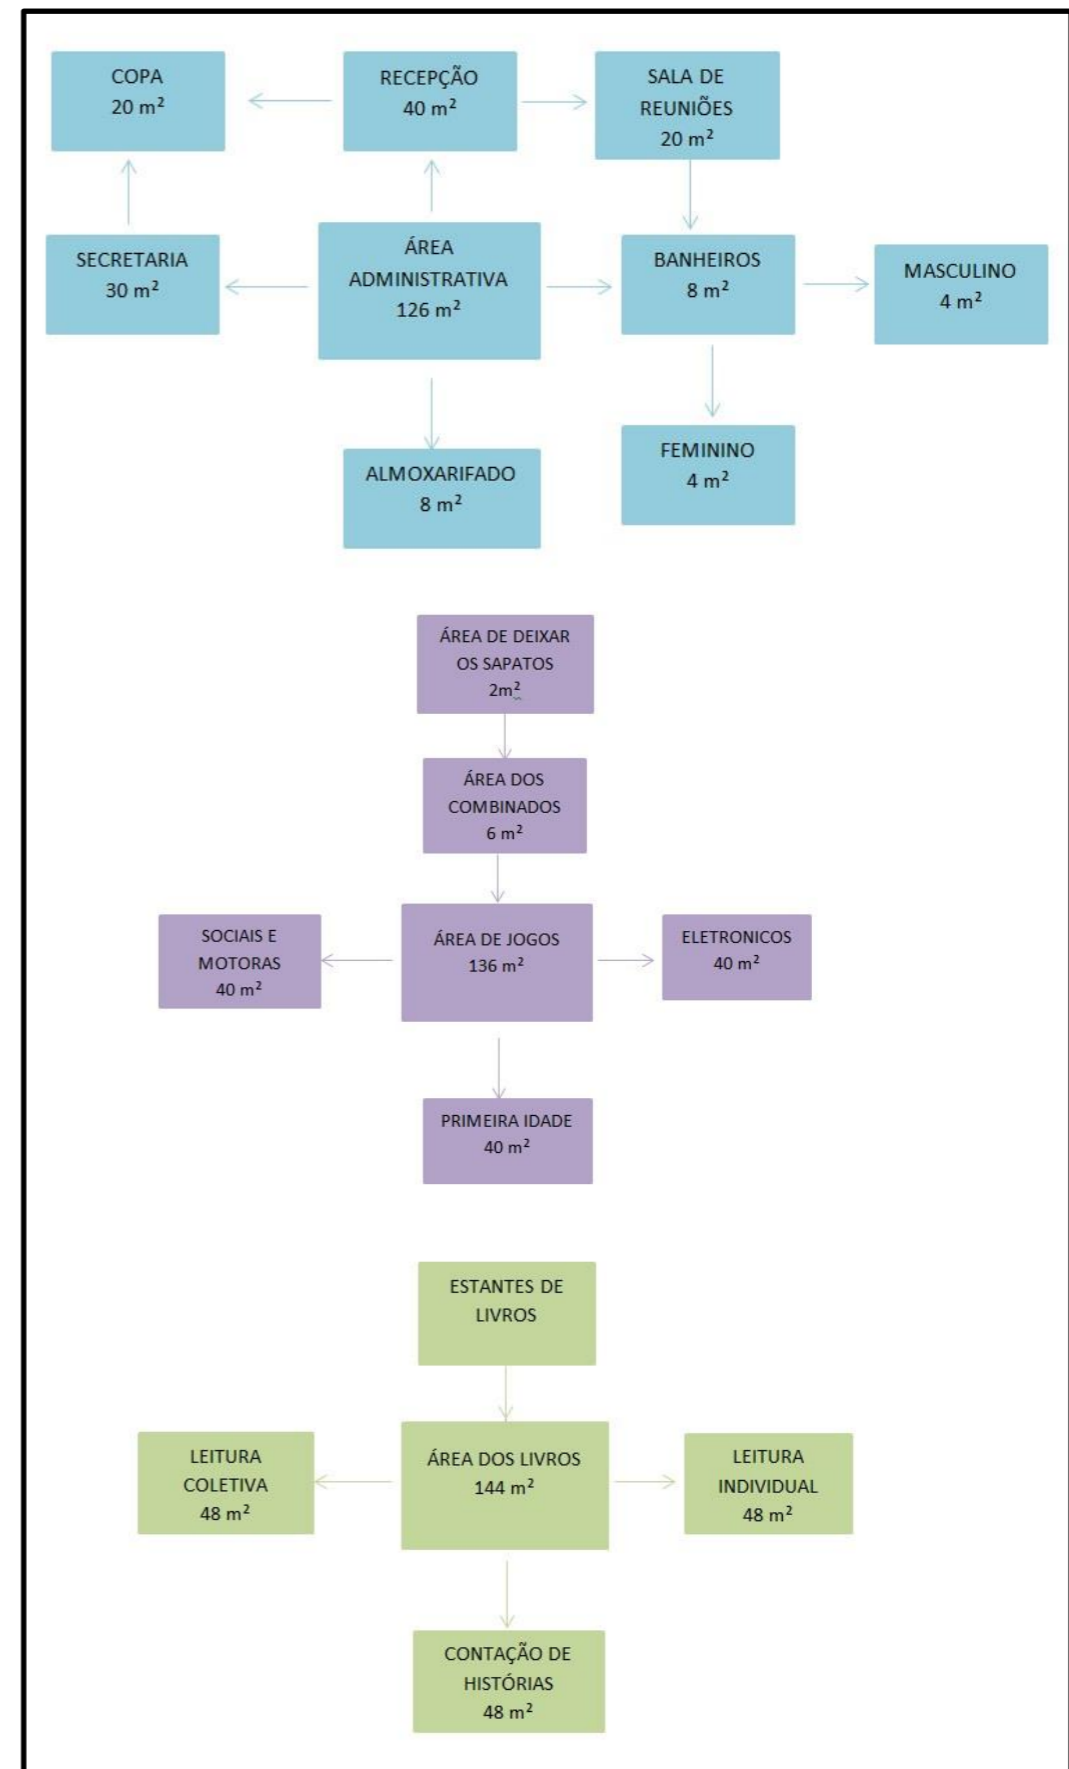 COPA
20 m²
RECEPÇÃO
40 m²
SALA DE
REUNIÕES
20 m²
SECRETARIA
30 m²
ÁREA
ADMINISTRATIVA
126 m²
BANHEIROS
8 m²
MASCULINO
4 m²
ALMOXARIFADO
8 m²
FEMININO
4 m²
ÁREA DE DEIXAR
OS SAPATOS
2m²
ÁREA DOS
COMBINADOS
6 m²
SOCIAIS E
MOTORAS
40 m²
ÁREA DE JOGOS
136 m²
ELETRONICOS
40 m²
PRIMEIRA IDADE
40 m²
ESTANTES DE
LIVROS
LEITURA
COLETIVA
48 m²
ÁREA DOS LIVROS
144 m²
LEITURA
INDIVIDUAL
48 m²
CONTAÇÃO DE
HISTÓRIAS
48 m²